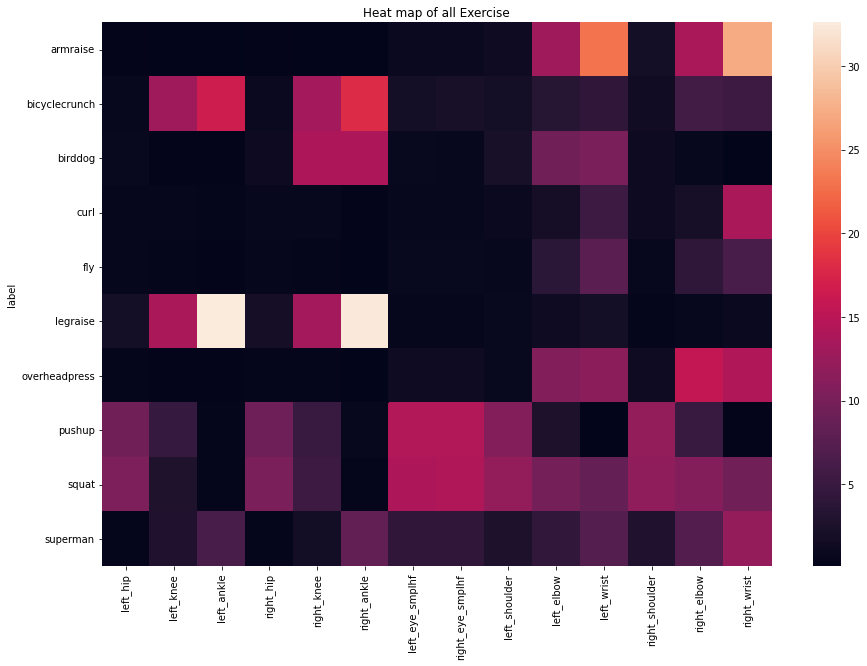 Heat map of all Exercise
label
armraise
bicyclecrunch
birddog
curl
fly
legraise
overheadpress
pushup
squat
superman
left_hip
left_knee
left_ankle
right_hip
right_knee
right_ankle
left_eye_smplhf
right_eye_smplhf
left_shoulder
left_elbow
left_wrist
right_shoulder
right_elbow
right_wrist
30
25
20
15
10
5